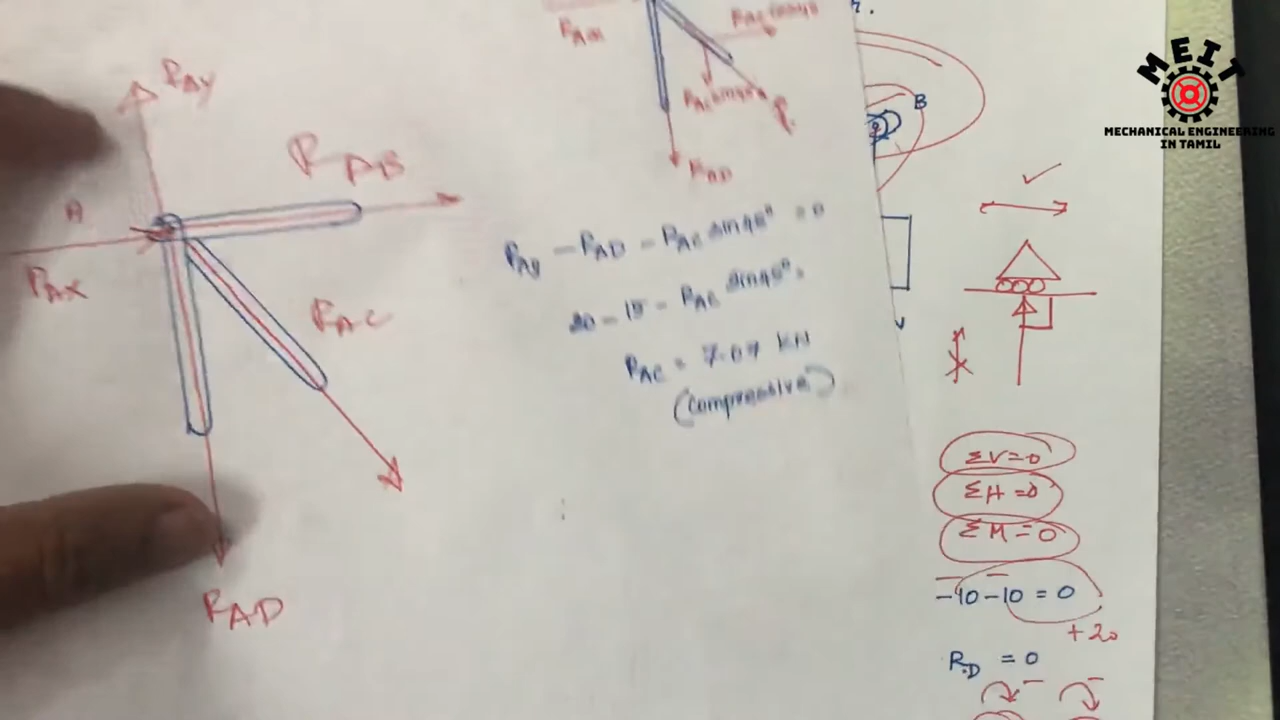 RAY
RAB
A
RAX
RAC
RAD
RAD
RAY - RAD - RAC sin45° = 0
20 - 15 - RAC sin45° =
RAC = 7.07 KN
(compressive)
B
ΣV=0
ΣH=0
ΣM=0
-10-10 = 0
+20
RD = 0
MEIT
MECHANICAL ENGINEERING
IN TAMIL